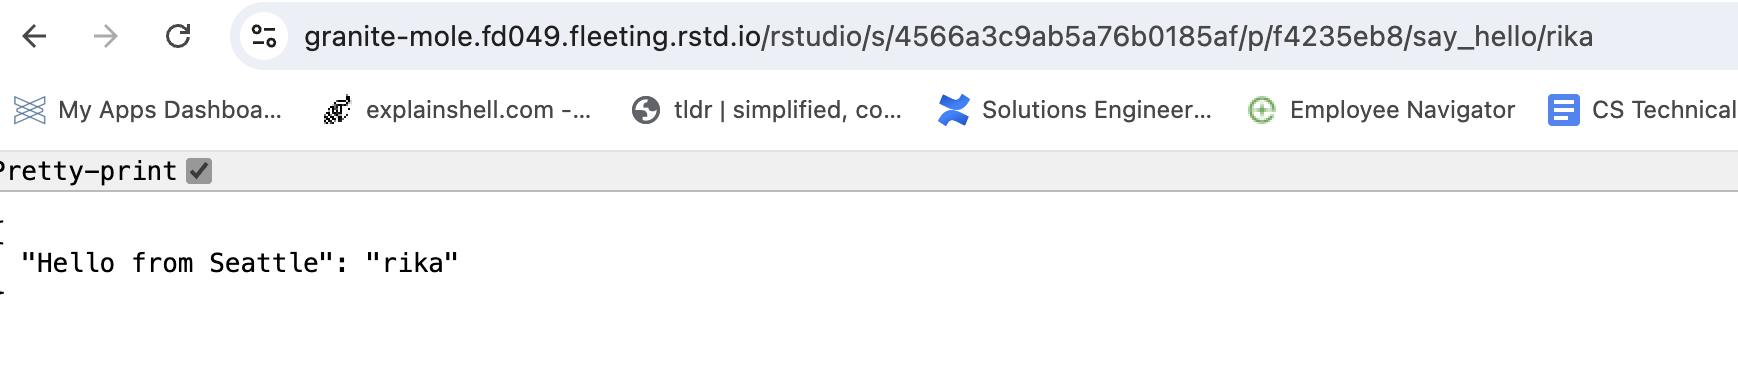 granite-mole.fd049.fleeting.rstd.io/rstudio/s/4566a3c9ab5a76b0185af/p/f4235eb8/say_hello/rika
My Apps Dashboa... explainshell.com -... tldr | simplified, co... Solutions Engineer... Employee Navigator CS Technical
Pretty-print
{
"Hello from Seattle": "rika"
}